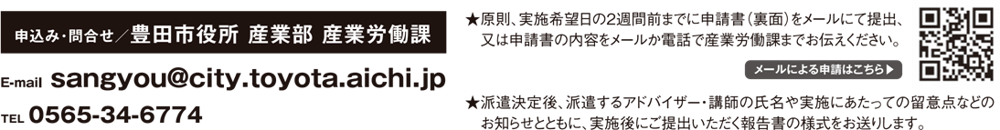 申込み・問合せ／豊田市役所 産業部 産業労働課
E-mail sangyou@city.toyota.aichi.jp
TEL 0565-34-6774
★原則、実施希望日の2週間前までに申請書（裏面）をメールにて提出、
又は申請書の内容をメールか電話で産業労働課までお伝えください。
メールによる申請はこちら▶
★派遣決定後、派遣するアドバイザー・講師の氏名や実施にあたっての留意点などの
お知らせとともに、実施後にご提出いただく報告書の様式をお送りします。